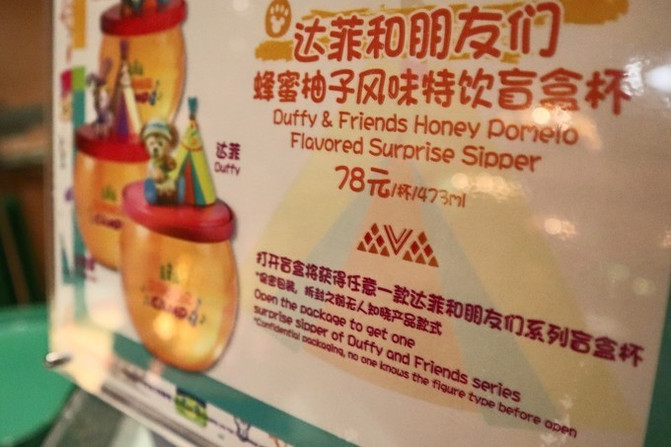 达菲和朋友们
蜂蜜柚子风味特饮盲盒杯
Duffy & Friends Honey Pomelo
Flavored Surprise Sipper
78元/杯/473ml
达菲
Duffy
打开盲盒将获得任意一款达菲和朋友们系列盲盒杯
*保密包装，拆封之前无人知晓产品款式
Open the package to get one
surprise sipper of Duffy and Friends series
*Confidential packaging, no one knows the figure type before open